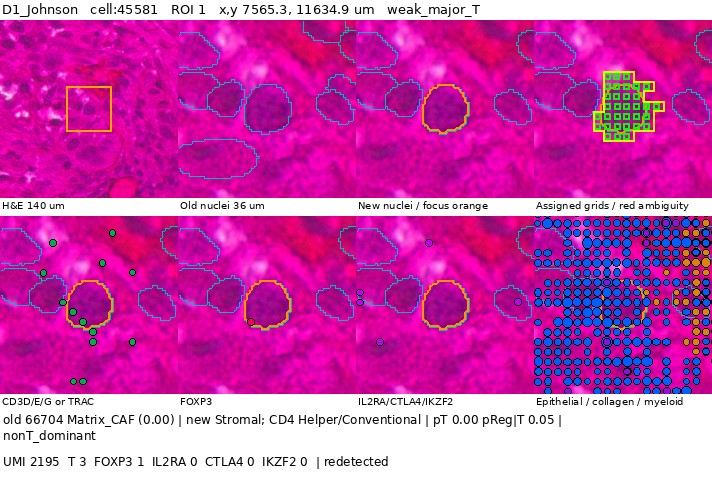 D1_Johnson cell:45581 ROI 1 x,y 7565.3, 11634.9 um weak_major_T
H&E 140 um
Old nuclei 36 um
New nuclei / focus orange
Assigned grids / red ambiguity
CD3D/E/G or TRAC
FOXP3
IL2RA/CTLA4/IKZF2
Epithelial / collagen / myeloid
old 66704 Matrix_CAF (0.00) | new Stromal; CD4 Helper/Conventional | pT 0.00 pReg|T 0.05 |
nonT_dominant
UMI 2195 T 3 FOXP3 1 IL2RA 0 CTLA4 0 IKZF2 0 | redetected